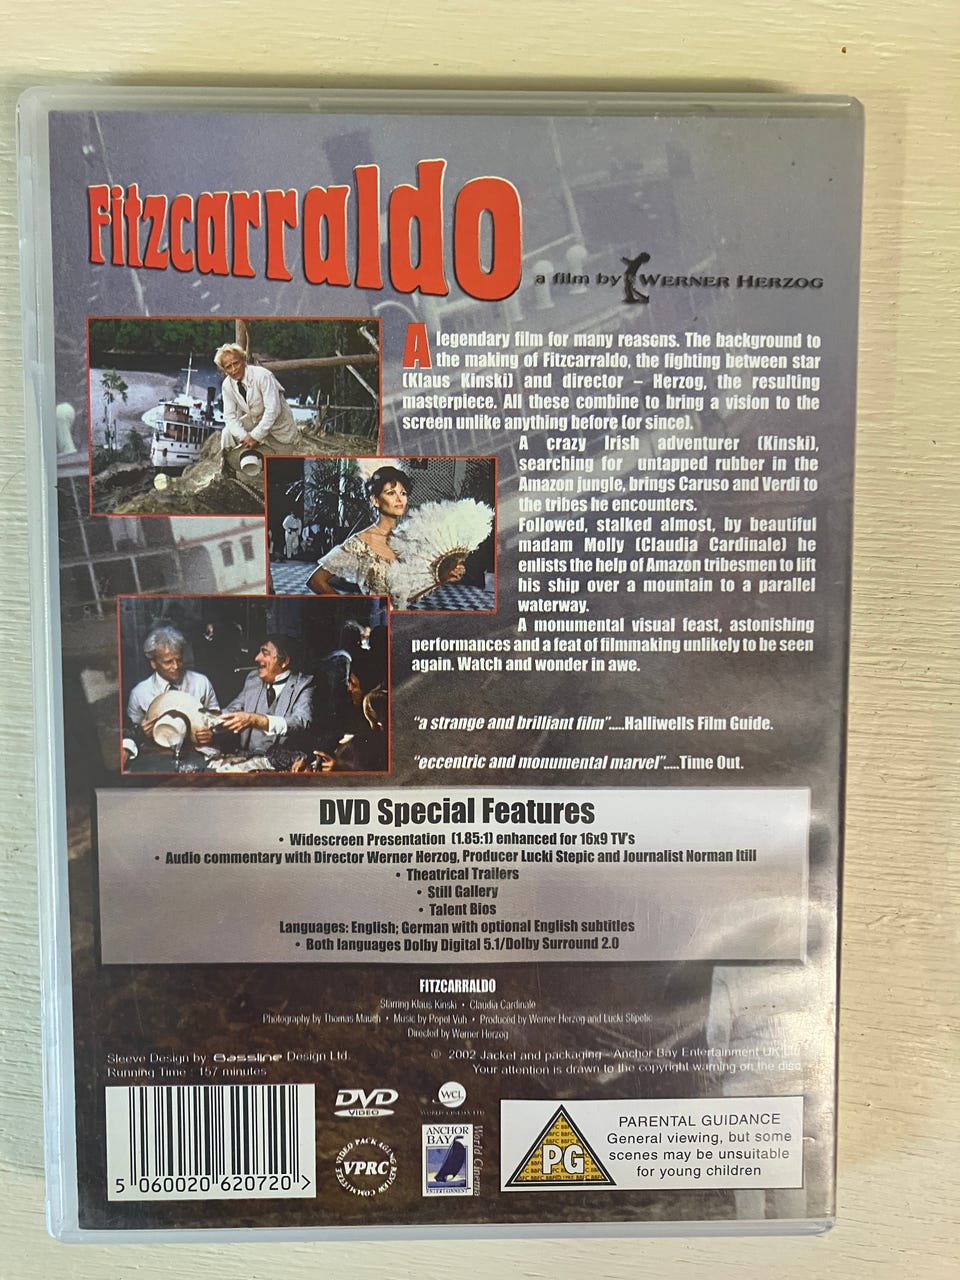 Fitzcarraldo
a film by WERNER HERZOG
A legendary film for many reasons. The background to
the making of Fitzcarraldo, the fighting between star
(Klaus Kinski) and director – Herzog, the resulting
masterpiece. All these combine to bring a vision to the
screen unlike anything before (or since).
A crazy Irish adventurer (Kinski),
searching for untapped rubber in the
Amazon jungle, brings Caruso and Verdi to
the tribes he encounters.
Followed, stalked almost, by beautiful
madam Molly (Claudia Cardinale) he
enlists the help of Amazon tribesmen to lift
his ship over a mountain to a parallel
waterway.
A monumental visual feast, astonishing
performances and a feat of filmmaking unlikely to be seen
again. Watch and wonder in awe.
"a strange and brilliant film".....Halliwells Film Guide.
"eccentric and monumental marvel".....Time Out.
DVD Special Features
• Widescreen Presentation (1.85:1) enhanced for 16x9 TV's
• Audio commentary with Director Werner Herzog, Producer Lucki Stepic and Journalist Norman Itill
• Theatrical Trailers
• Still Gallery
• Talent Bios
Languages: English; German with optional English subtitles
• Both languages Dolby Digital 5.1/Dolby Surround 2.0
FITZCARRALDO
Starring Klaus Kinski • Claudia Cardinale
Photography by Thomas Mauch • Music by Popol Vuh • Produced by Werner Herzog and Lucki Stipetic
Directed by Werner Herzog
Sleeve Design by Bassline Design Ltd.
Running Time : 157 minutes
© 2002 Jacket and packaging - Anchor Bay Entertainment UK Ltd
Your attention is drawn to the copyright warning on the disc
5 060020 620720 >
DVD
VIDEO
VIDEO PACKAGING REVIEW COMMITTEE
VPRC
WCL
WORLD CINEMA LTD
ANCHOR
BAY
ENTERTAINMENT
World Cinema
BBFC
PG
PARENTAL GUIDANCE
General viewing, but some
scenes may be unsuitable
for young children